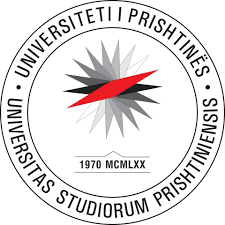 UNIVERSITETI I PRISHTINËS
1970 MCMLXX
UNIVERSITAS STUDIORUM PRISHTINIENSIS